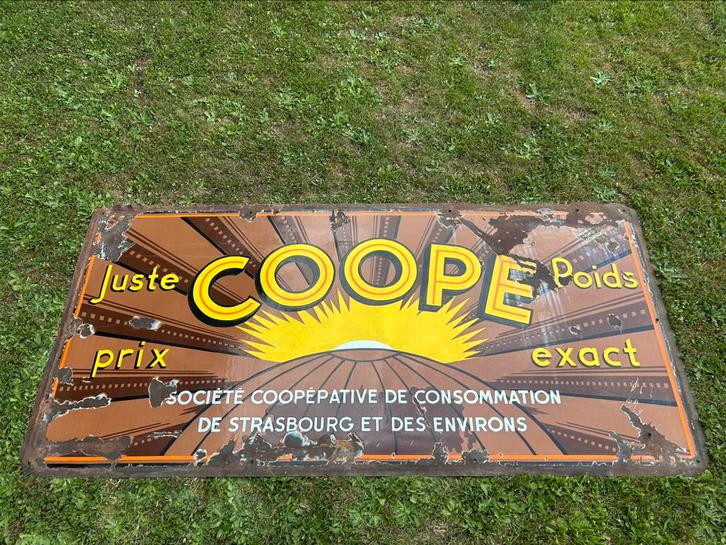 COOPE
Juste Poids
prix exact
SOCIÉTÉ COOPÉPATIVE DE CONSOMMATION
DE STRASBOURG ET DES ENVIRONS